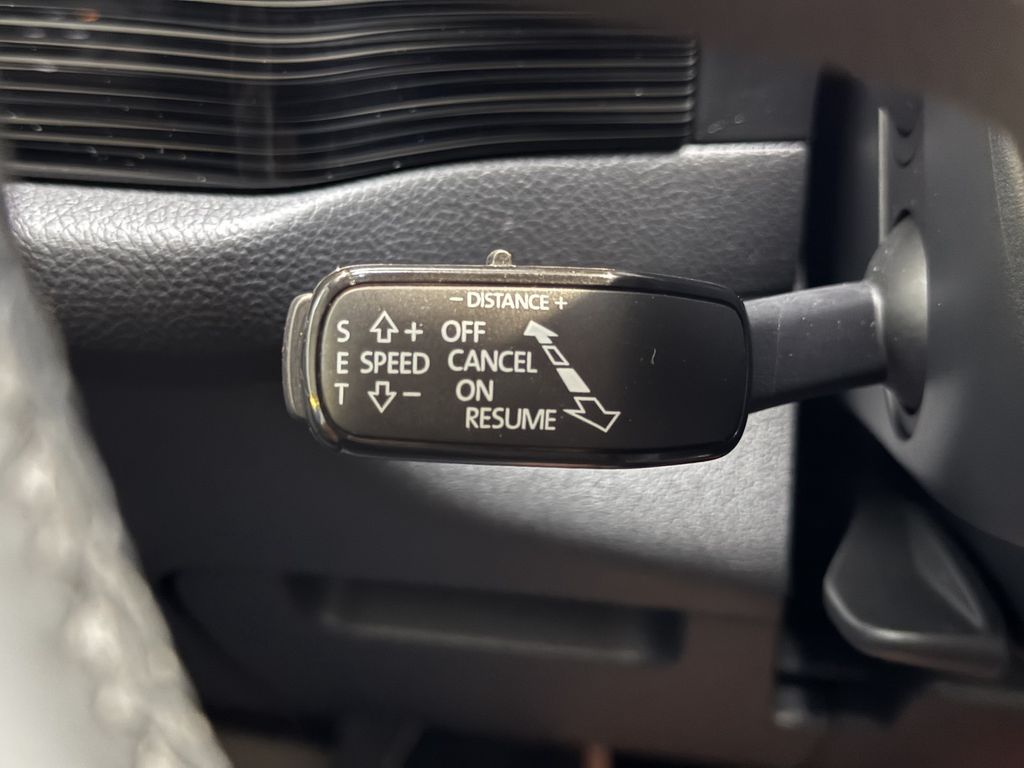 − DISTANCE +
S + OFF
E SPEED CANCEL
T − ON
RESUME